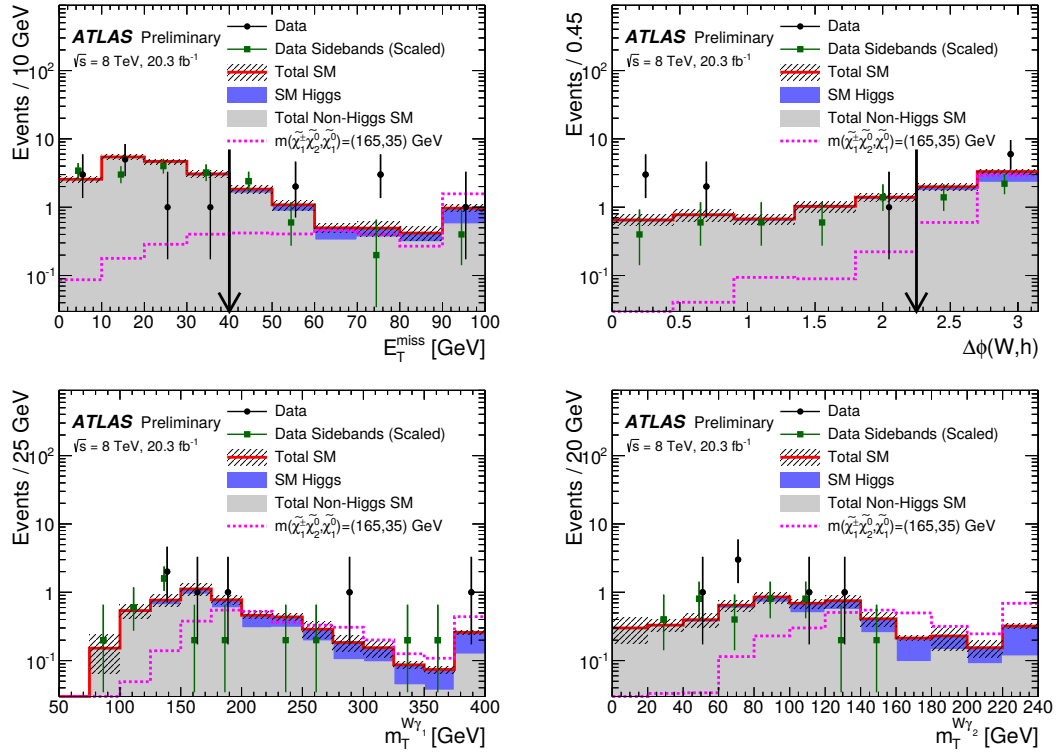 Events / 10 GeV
ATLAS Preliminary
√s = 8 TeV, 20.3 fb⁻¹
Data
Data Sidebands (Scaled)
Total SM
SM Higgs
Total Non-Higgs SM
m(χ̃₁±χ̃₂⁰,χ̃₁⁰)=(165,35) GeV
10²
10
1
10⁻¹
0 10 20 30 40 50 60 70 80 90 100
E_T^miss [GeV]
Events / 0.45
ATLAS Preliminary
√s = 8 TeV, 20.3 fb⁻¹
Data
Data Sidebands (Scaled)
Total SM
SM Higgs
Total Non-Higgs SM
m(χ̃₁±χ̃₂⁰,χ̃₁⁰)=(165,35) GeV
10²
10
1
10⁻¹
0 0.5 1 1.5 2 2.5 3
Δϕ(W,h)
Events / 25 GeV
ATLAS Preliminary
√s = 8 TeV, 20.3 fb⁻¹
Data
Data Sidebands (Scaled)
Total SM
SM Higgs
Total Non-Higgs SM
m(χ̃₁±χ̃₂⁰,χ̃₁⁰)=(165,35) GeV
10²
10
1
10⁻¹
50 100 150 200 250 300 350 400
m_T^Wγ₁ [GeV]
Events / 20 GeV
ATLAS Preliminary
√s = 8 TeV, 20.3 fb⁻¹
Data
Data Sidebands (Scaled)
Total SM
SM Higgs
Total Non-Higgs SM
m(χ̃₁±χ̃₂⁰,χ̃₁⁰)=(165,35) GeV
10²
10
1
10⁻¹
0 20 40 60 80 100 120 140 160 180 200 220 240
m_T^Wγ₂ [GeV]